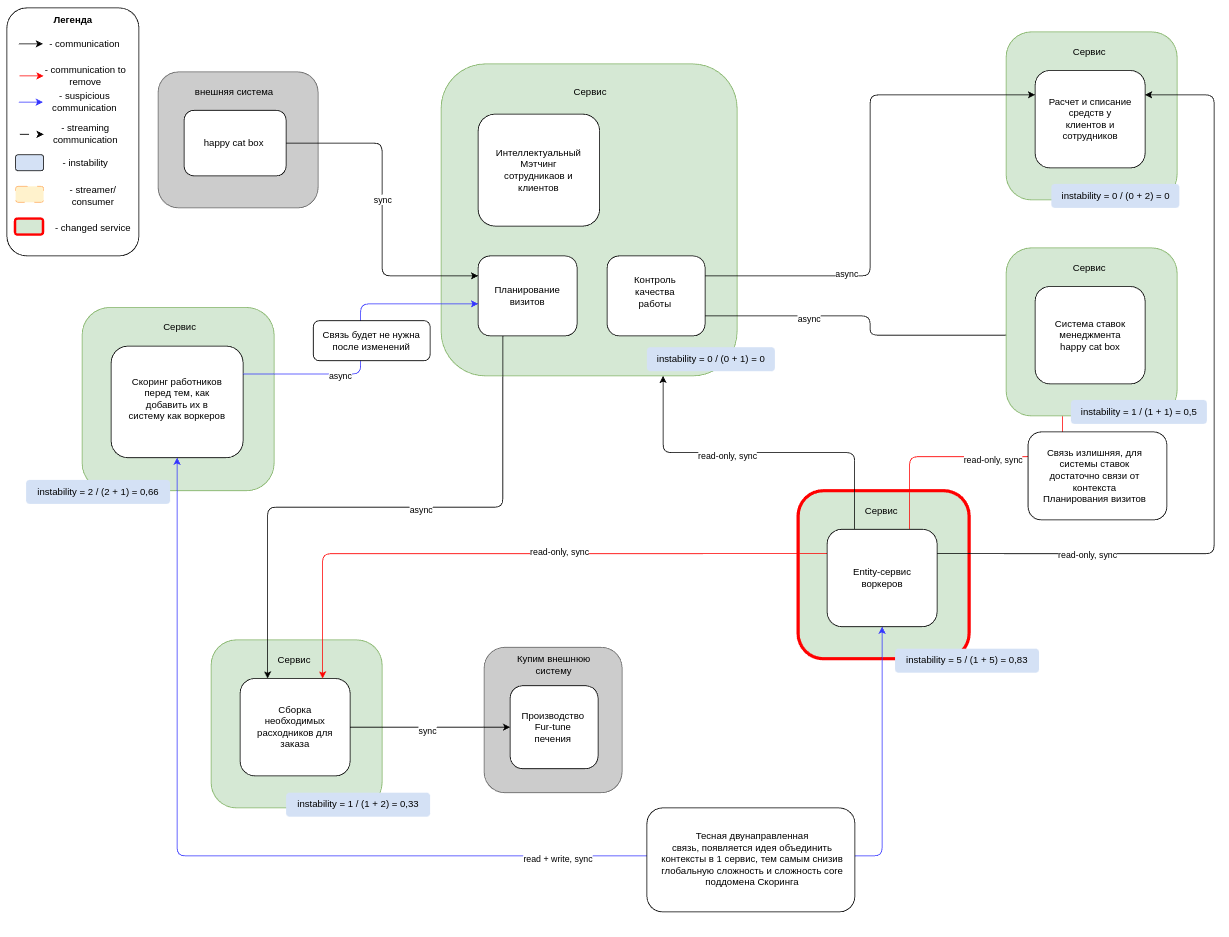 Легенда
- communication
- communication to
remove
- suspicious
communication
- streaming
communication
- instability
- streamer/
consumer
- changed service
внешняя система
happy cat box
sync
Сервис
Интеллектуальный
Мэтчинг
сотрудникаов и
клиентов
Планирование
визитов
Контроль
качества
работы
instability = 0 / (0 + 1) = 0
async
async
Сервис
Расчет и списание
средств у
клиентов и
сотрудников
instability = 0 / (0 + 2) = 0
Сервис
Система ставок
менеджмента
happy cat box
instability = 1 / (1 + 1) = 0,5
Связь излишняя, для
системы ставок
достаточно связи от
контекста
Планирования визитов
Сервис
Скоринг работников
перед тем, как
добавить их в
систему как воркеров
instability = 2 / (2 + 1) = 0,66
Связь будет не нужна
после изменений
async
async
read-only, sync
read-only, sync
read-only, sync
read-only, sync
Сервис
Entity-сервис
воркеров
instability = 5 / (1 + 5) = 0,83
Сервис
Сборка
необходимых
расходников для
заказа
instability = 1 / (1 + 2) = 0,33
sync
Купим внешнюю
систему
Производство
Fur-tune
печения
read + write, sync
Тесная двунаправленная
связь, появляется идея объединить
контексты в 1 сервис, тем самым снизив
глобальную сложность и сложность core
поддомена Скоринга